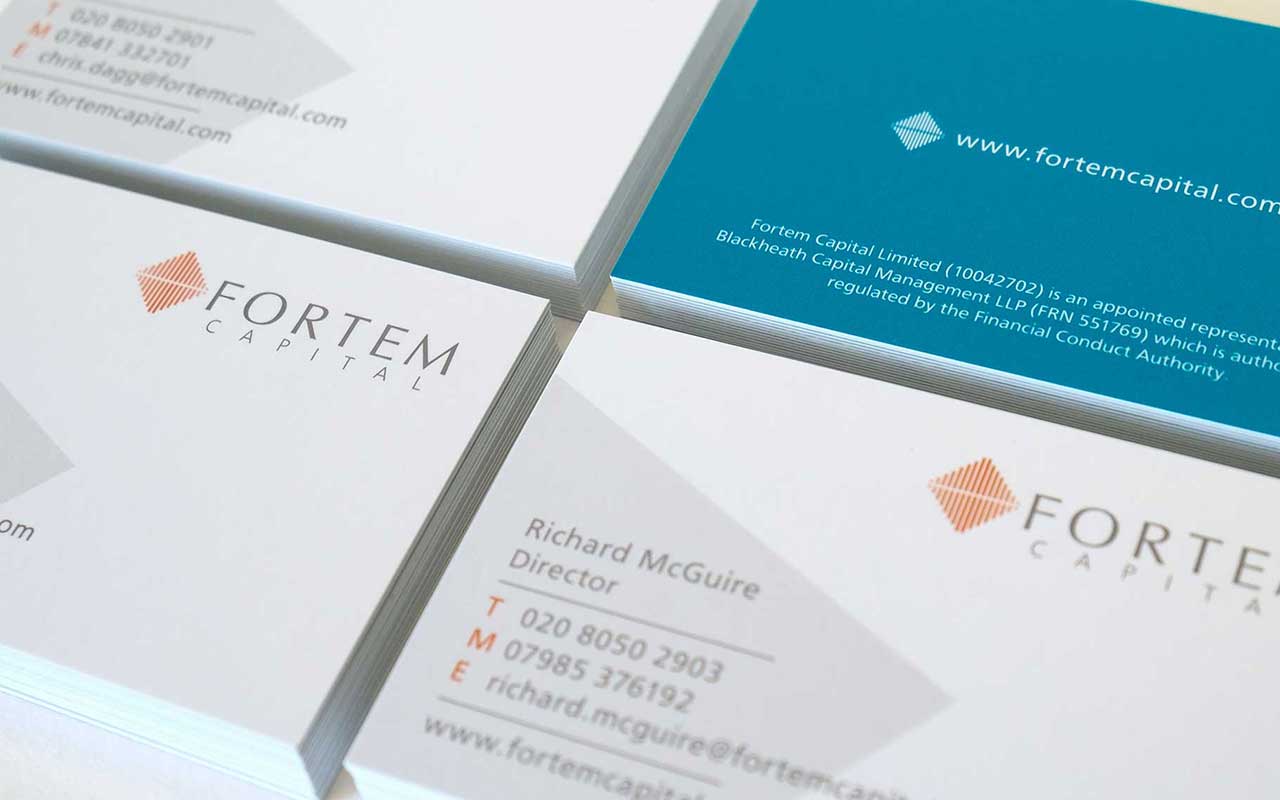 T 020 8050 2901
M 07841 332701
E chris.dagg@fortemcapital.com
www.fortemcapital.com
www.fortemcapital.com
Fortem Capital Limited (10042702) is an appointed representa
Blackheath Capital Management LLP (FRN 551769) which is autho
regulated by the Financial Conduct Authority.
FORTEM
CAPITAL
om
FORTEM
CAPITA
Richard McGuire
Director
T 020 8050 2903
M 07985 376192
E richard.mcguire@fortemcapital
www.fortemcapital.com